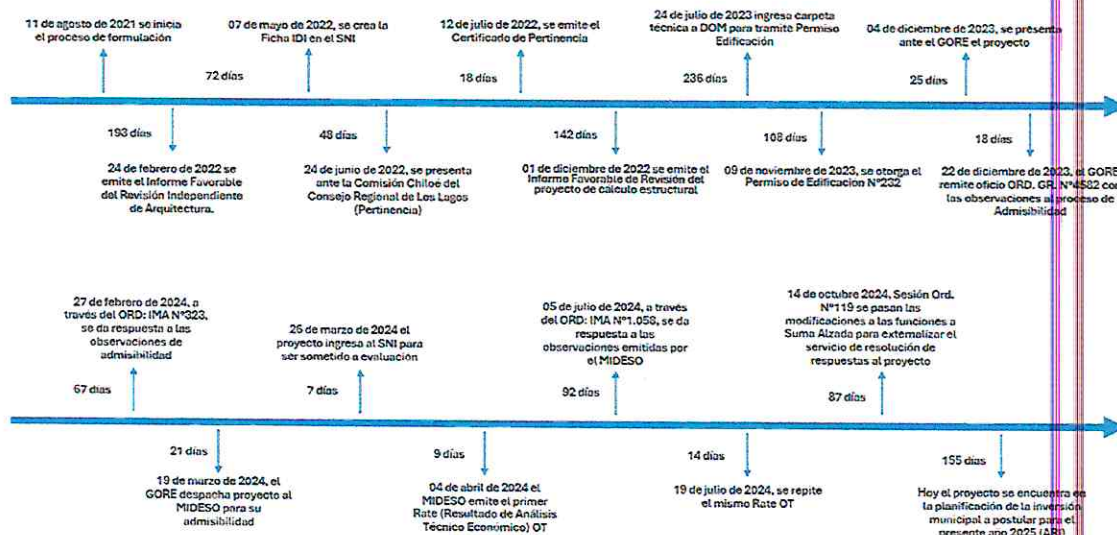 11 de agosto de 2021 se inicia
el proceso de formulación
07 de mayo de 2022, se crea la
Ficha IDI en el SNI
12 de julio de 2022, se emite el
Certificado de Pertinencia
24 de julio de 2023 ingresa carpeta
técnica a DOM para tramite Permiso
Edificación
04 de diciembre de 2023, se presenta
ante el GORE el proyecto
72 días
18 días
236 días
25 días
193 días
48 días
142 días
108 días
18 días
24 de febrero de 2022 se
emite el Informe Favorable
del Revisión Independiente
de Arquitectura.
24 de junio de 2022, se presenta
ante la Comisión Chiloé del
Consejo Regional de Los Lagos
(Pertinencia)
01 de diciembre de 2022 se emite el
Informe Favorable de Revisión del
proyecto de cálculo estructural
09 de noviembre de 2023, se otorga el
Permiso de Edificación N°232
22 de diciembre de 2023, el GORE
remite oficio ORD. GR. N°4582 con
las observaciones al proceso de
Admisibilidad
27 de febrero de 2024, a
través del ORD: IMA N°323,
se da respuesta a las
observaciones de
admisibilidad
26 de marzo de 2024 el
proyecto ingresa al SNI para
ser sometido a evaluación
05 de julio de 2024, a través
del ORD: IMA N°1.058, se da
respuesta a las
observaciones emitidas por
el MIDESO
14 de octubre 2024, Sesión Ord.
N°119 se pasan las
modificaciones a las funciones a
Suma Alzada para externalizar el
servicio de resolución de
respuestas al proyecto
67 días
7 días
92 días
87 días
21 días
9 días
14 días
155 días
19 de marzo de 2024, el
GORE despacha proyecto al
MIDESO para su
admisibilidad
04 de abril de 2024 el
MIDESO emite el primer
Rate (Resultado de Análisis
Técnico Económico) OT
19 de julio de 2024, se repite
el mismo Rate OT
Hoy el proyecto se encuentra en
la planificación de la inversión
municipal a postular para el
presente año 2025 (ARI)